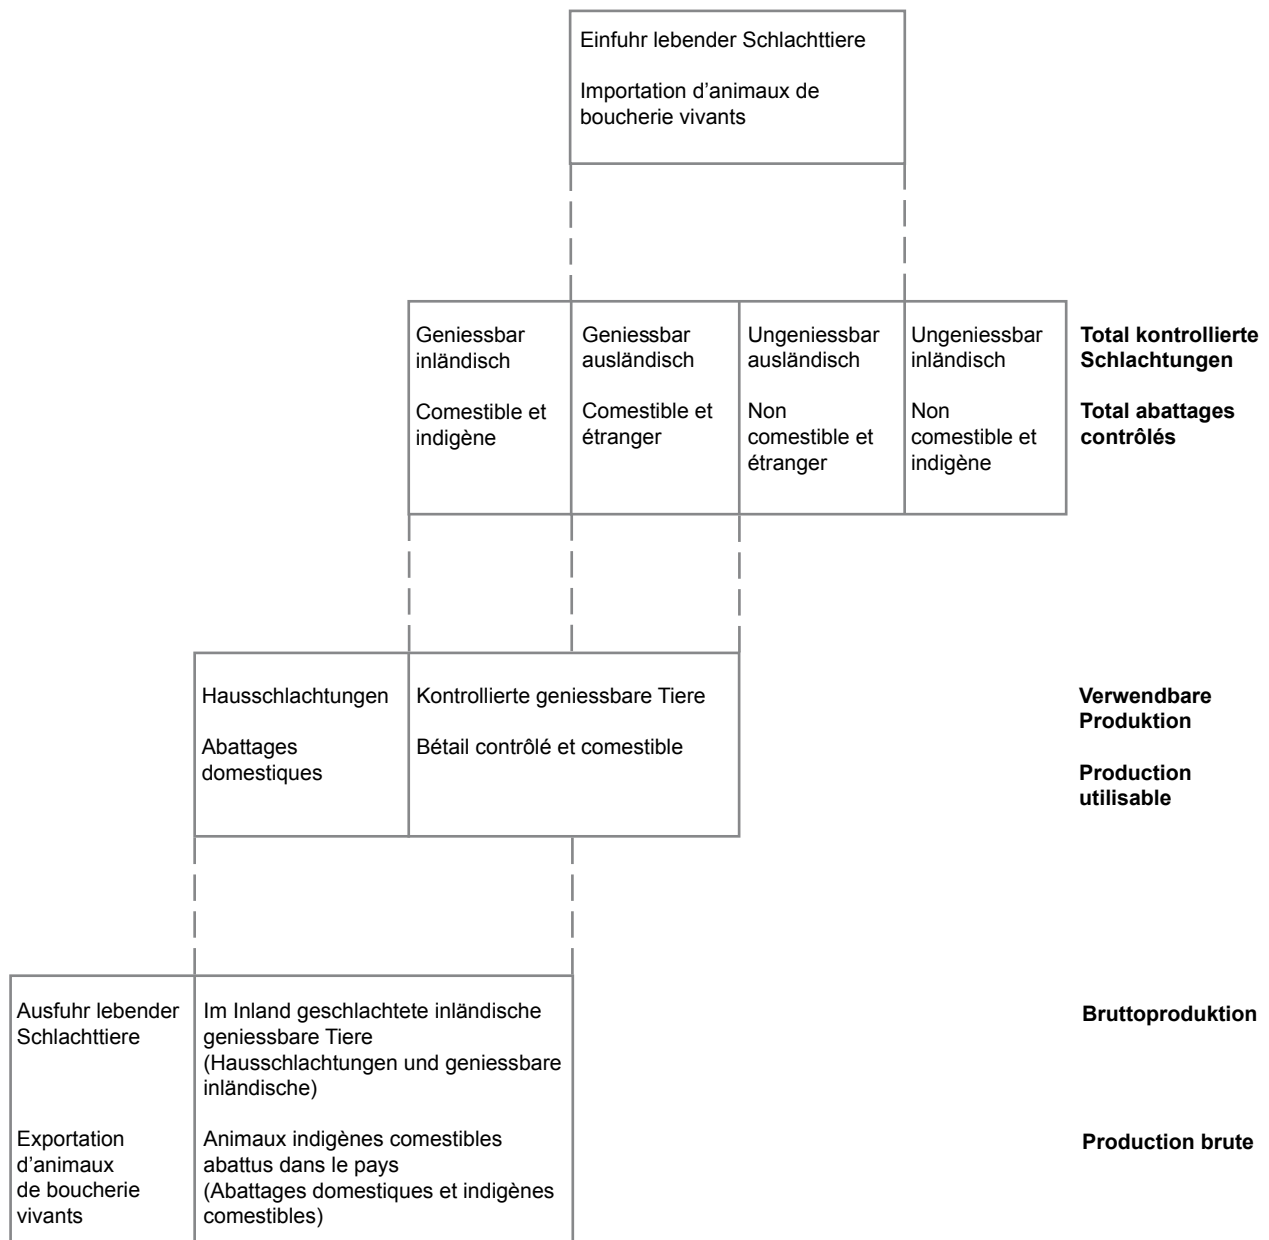 Einfuhr lebender Schlachttiere
Importation d’animaux de
boucherie vivants
Geniessbar
inländisch
Comestible et
indigène
Geniessbar
ausländisch
Comestible et
étranger
Ungeniessbar
ausländisch
Non
comestible et
étranger
Ungeniessbar
inländisch
Non
comestible et
indigène
Total kontrollierte
Schlachtungen
Total abattages
contrôlés
Hausschlachtungen
Abattages
domestiques
Kontrollierte geniessbare Tiere
Bétail contrôlé et comestible
Verwendbare
Produktion
Production
utilisable
Ausfuhr lebender
Schlachttiere
Exportation
d’animaux
de boucherie
vivants
Im Inland geschlachtete inländische
geniessbare Tiere
(Hausschlachtungen und geniessbare
inländische)
Animaux indigènes comestibles
abattus dans le pays
(Abattages domestiques et indigènes
comestibles)
Bruttoproduktion
Production brute